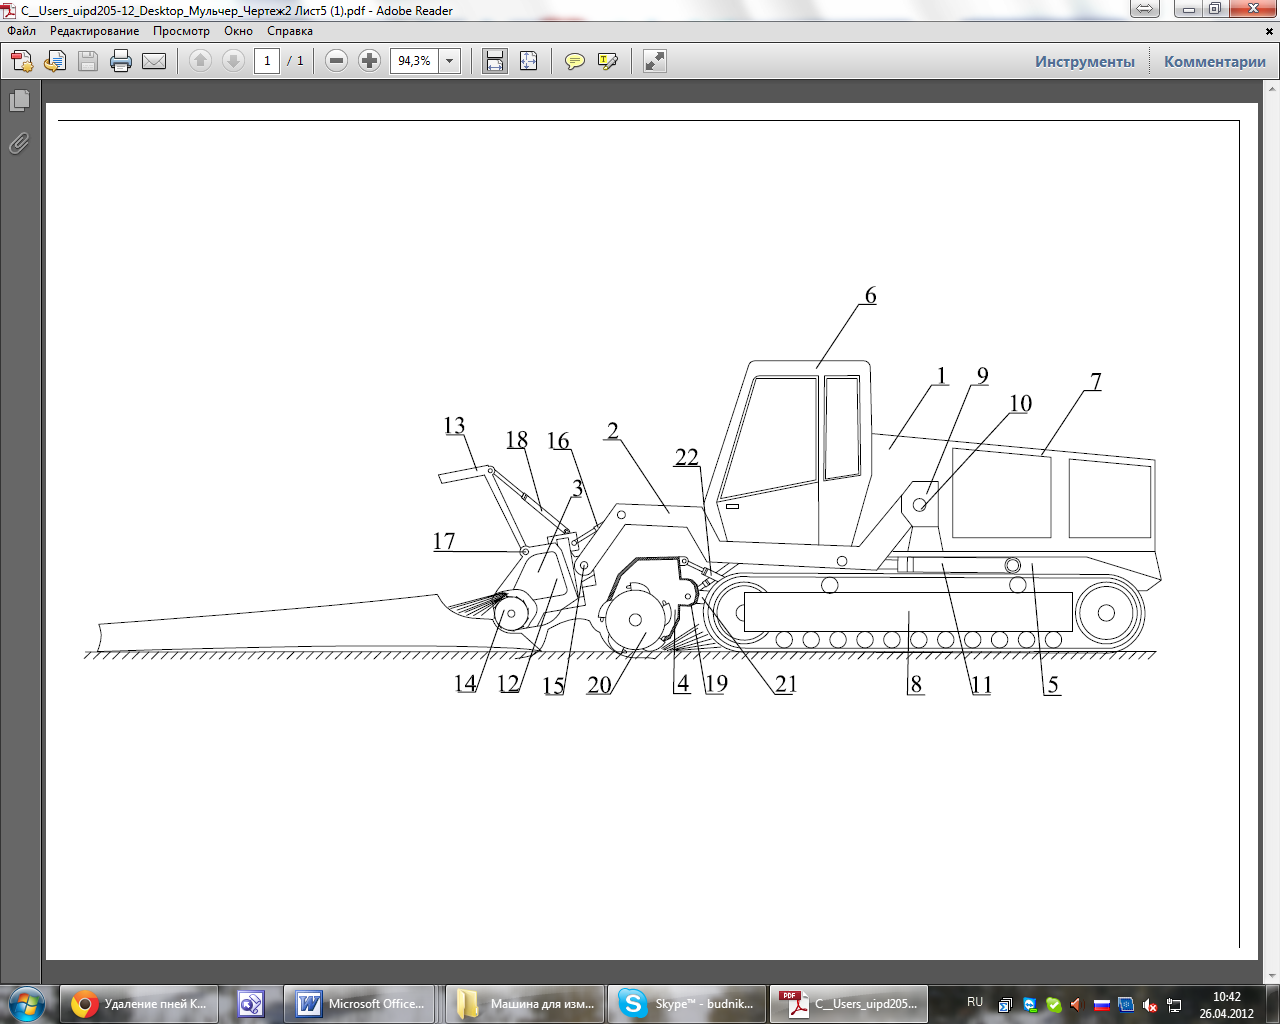 C__Users_uipd205-12_Desktop_Мульчер_Чертеж2 Лист5 (1).pdf - Adobe Reader
Файл Редактирование Просмотр Окно Справка
1 / 1 94,3% Инструменты Комментарии
6
1 9 7
10
13 18 16 2
22
3
17
14 12 15 20 4 19 21 8 11 5
Удаление пней К... Microsoft Office... Машина для изм... Skype™ - budnik... C__Users_uipd205... RU 10:42
26.04.2012